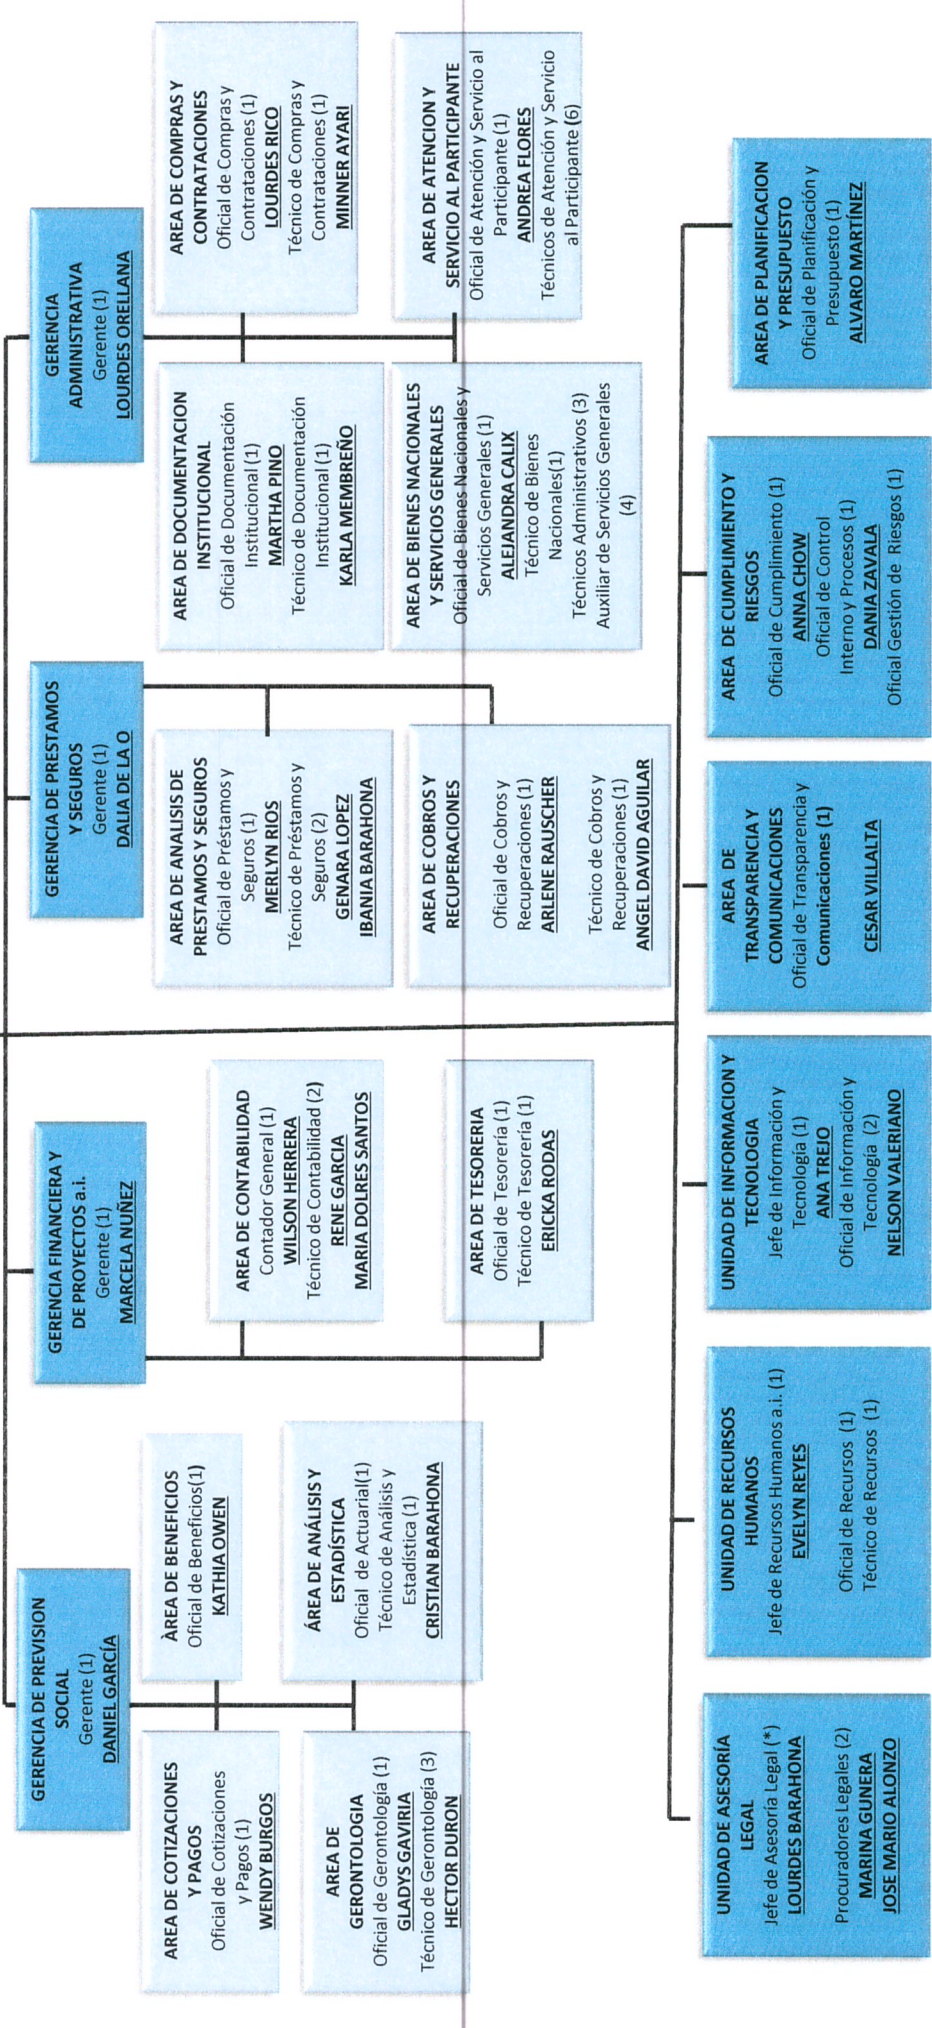 GERENCIA DE PREVISION
SOCIAL
Gerente (1)
DANIEL GARCÍA
AREA DE COTIZACIONES
Y PAGOS
Oficial de Cotizaciones
y Pagos (1)
WENDY BURGOS
ÀREA DE BENEFICIOS
Oficial de Beneficios(1)
KATHIA OWEN
AREA DE
GERONTOLOGIA
Oficial de Gerontología (1)
GLADYS GAVIRIA
Técnico de Gerontología (3)
HECTOR DURON
ÁREA DE ANÁLISIS Y
ESTADÍSTICA
Oficial de Actuarial(1)
Técnico de Análisis y
Estadística (1)
CRISTIAN BARAHONA
GERENCIA FINANCIERA Y
DE PROYECTOS a.i.
Gerente (1)
MARCELA NUÑEZ
AREA DE CONTABILIDAD
Contador General (1)
WILSON HERRERA
Técnico de Contabilidad (2)
RENE GARCIA
MARIA DOLRES SANTOS
AREA DE TESORERIA
Oficial de Tesorería (1)
Técnico de Tesorería (1)
ERICKA RODAS
GERENCIA DE PRESTAMOS
Y SEGUROS
Gerente (1)
DALIA DE LA O
AREA DE ANALISIS DE
PRESTAMOS Y SEGUROS
Oficial de Préstamos y
Seguros (1)
MERLYN RIOS
Técnico de Préstamos y
Seguros (2)
GENARA LOPEZ
IBANIA BARAHONA
AREA DE COBROS Y
RECUPERACIONES
Oficial de Cobros y
Recuperaciones (1)
ARLENE RAUSCHER
Técnico de Cobros y
Recuperaciones (1)
ANGEL DAVID AGUILAR
GERENCIA
ADMINISTRATIVA
Gerente (1)
LOURDES ORELLANA
AREA DE DOCUMENTACION
INSTITUCIONAL
Oficial de Documentación
Institucional (1)
MARTHA PINO
Técnico de Documentación
Institucional (1)
KARLA MEMBREÑO
AREA DE COMPRAS Y
CONTRATACIONES
Oficial de Compras y
Contrataciones (1)
LOURDES RICO
Técnico de Compras y
Contrataciones (1)
MINER AYARI
AREA DE BIENES NACIONALES
Y SERVICIOS GENERALES
Oficial de Bienes Nacionales y
Servicios Generales (1)
ALEJANDRA CALIX
Técnico de Bienes
Nacionales(1)
Técnicos Administrativos (3)
Auxiliar de Servicios Generales
(4)
AREA DE ATENCION Y
SERVICIO AL PARTICIPANTE
Oficial de Atención y Servicio al
Participante (1)
ANDREA FLORES
Técnicos de Atención y Servicio
al Participante (6)
UNIDAD DE ASESORÍA
LEGAL
Jefe de Asesoría Legal (*)
LOURDES BARAHONA
Procuradores Legales (2)
MARINA GUNERA
JOSE MARIO ALONZO
UNIDAD DE RECURSOS
HUMANOS
Jefe de Recursos Humanos a.i. (1)
EVELYN REYES
Oficial de Recursos (1)
Técnico de Recursos (1)
UNIDAD DE INFORMACION Y
TECNOLOGIA
Jefe de Información y
Tecnología (1)
ANA TREJO
Oficial de Información y
Tecnología (2)
NELSON VALERIANO
AREA DE
TRANSPARENCIA Y
COMUNICACIONES
Oficial de Transparencia y
Comunicaciones (1)
CESAR VILLALTA
AREA DE CUMPLIMIENTO Y
RIESGOS
Oficial de Cumplimiento (1)
ANNA CHOW
Oficial de Control
Interno y Procesos (1)
DANIA ZAVALA
Oficial Gestión de Riesgos (1)
AREA DE PLANIFICACION
Y PRESUPUESTO
Oficial de Planificación y
Presupuesto (1)
ALVARO MARTÍNEZ